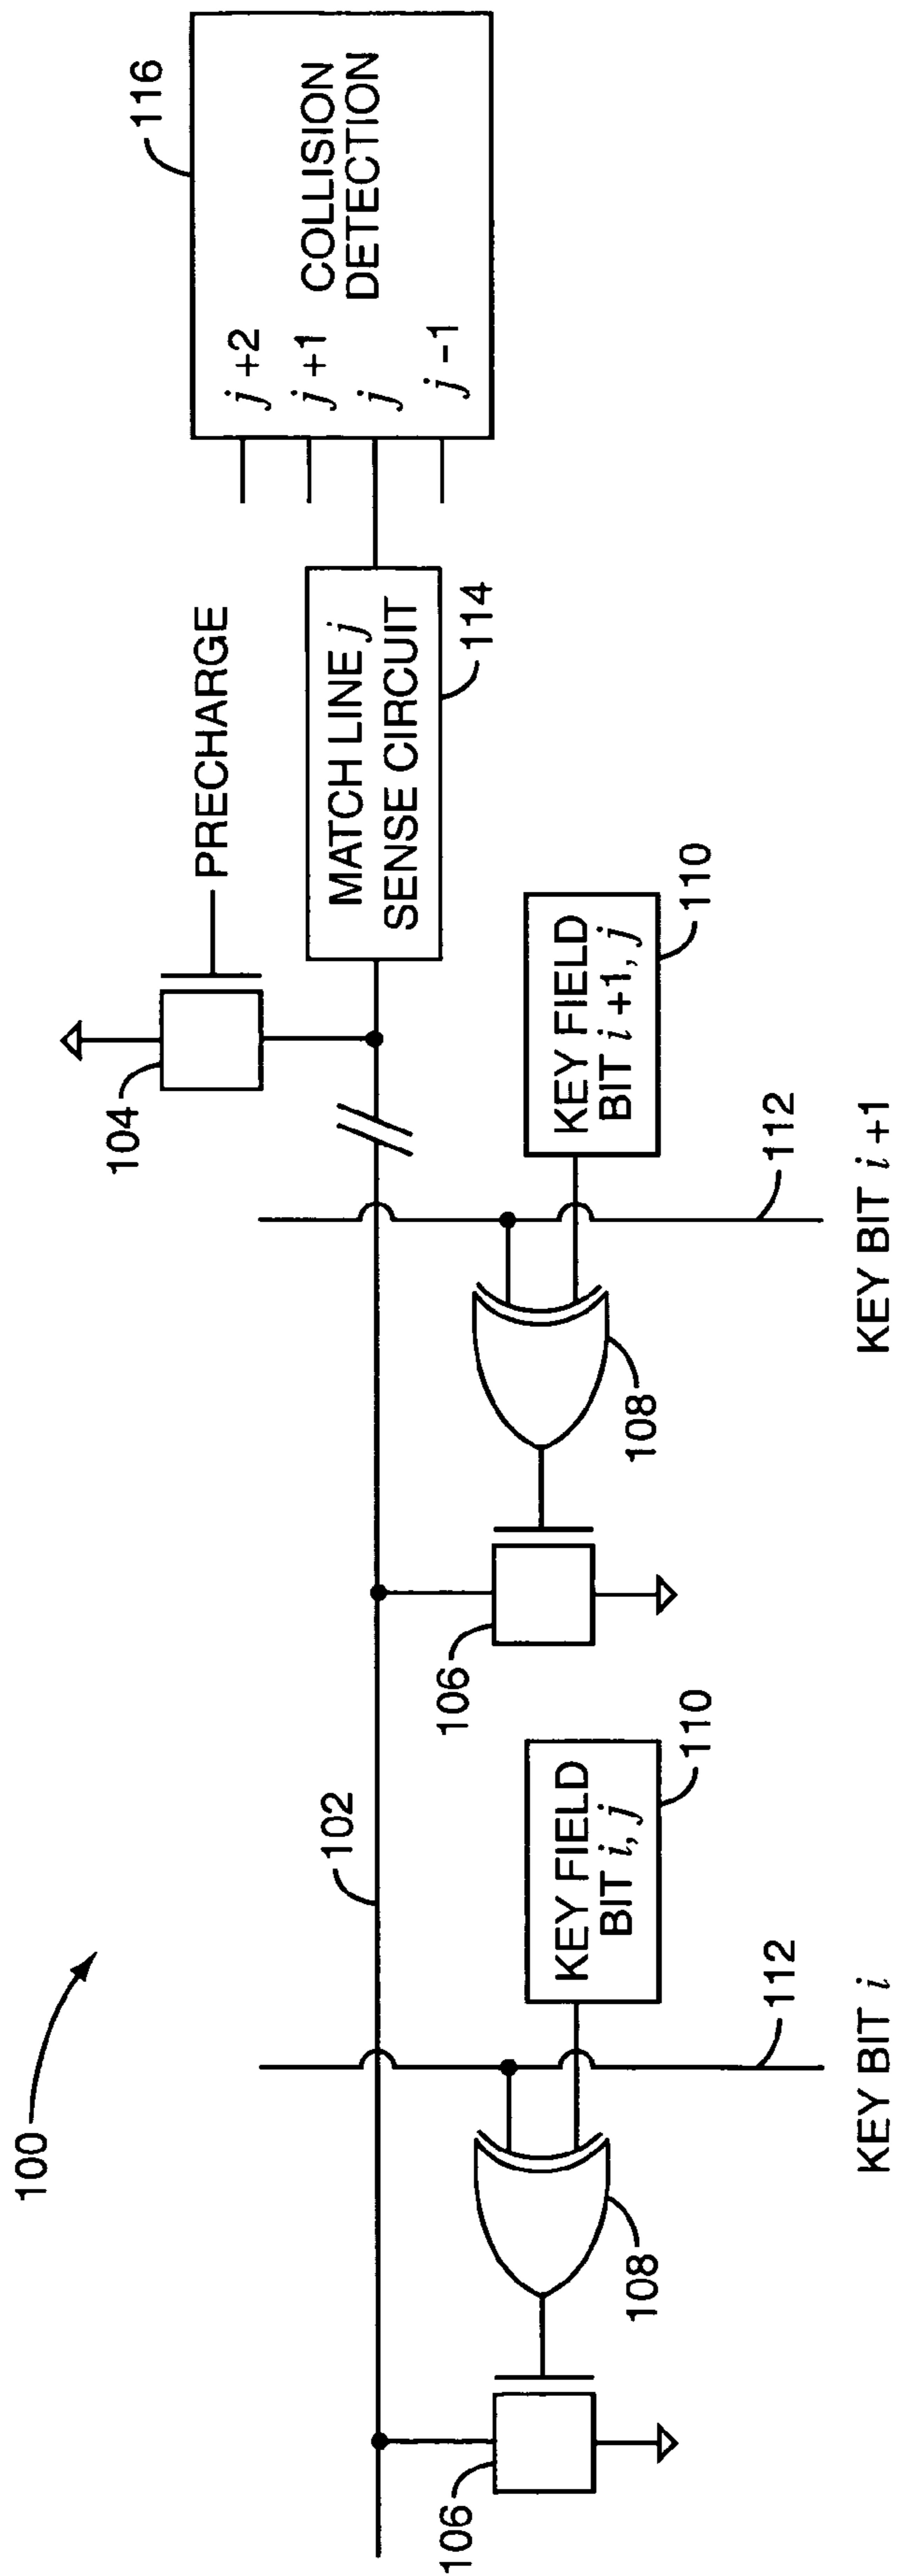 100
102
104
PRECHARGE
116
j +2
j +1
j
j -1
COLLISION
DETECTION
MATCH LINE j
SENSE CIRCUIT
114
106
108
KEY FIELD
BIT i, j
110
112
KEY BIT i
106
108
KEY FIELD
BIT i +1, j
110
112
KEY BIT i +1